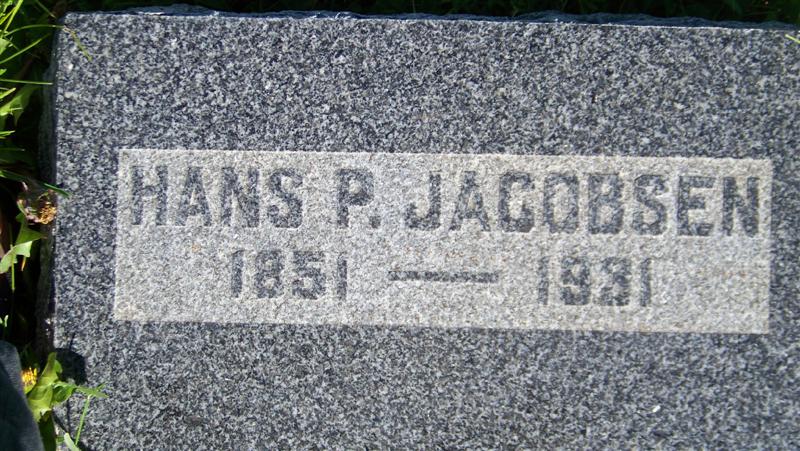 HANS P. JACOBSEN
1851 — 1931